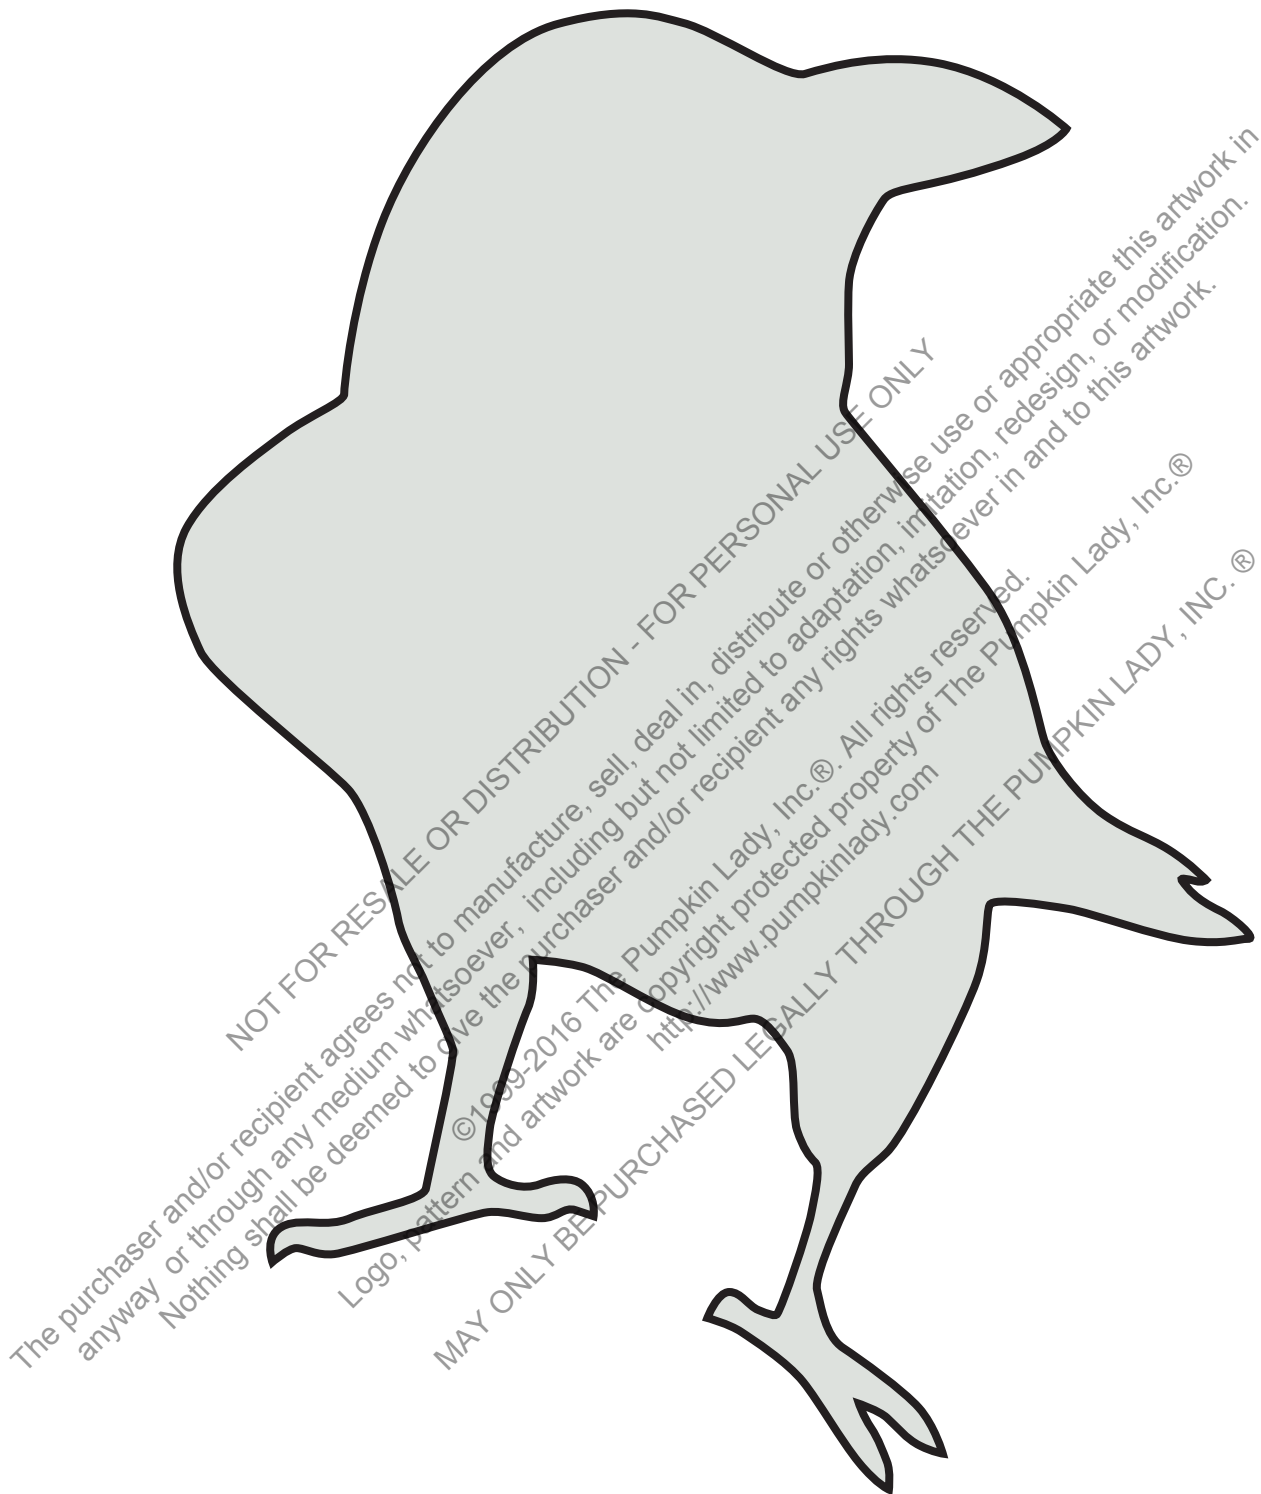 NOT FOR RESALE OR DISTRIBUTION - FOR PERSONAL USE ONLY
The purchaser and/or recipient agrees not to manufacture, sell, deal in, distribute or otherwise use or appropriate this artwork in
anyway or through any medium whatsoever, including but not limited to adaptation, imitation, redesign, or modification.
Nothing shall be deemed to give the purchaser and/or recipient any rights whatsoever in and to this artwork.
©1999-2016 The Pumpkin Lady, Inc.®. All rights reserved.
Logo, pattern and artwork are copyright protected property of The Pumpkin Lady, Inc.®
http://www.pumpkinlady.com
MAY ONLY BE PURCHASED LEGALLY THROUGH THE PUMPKIN LADY, INC. ®